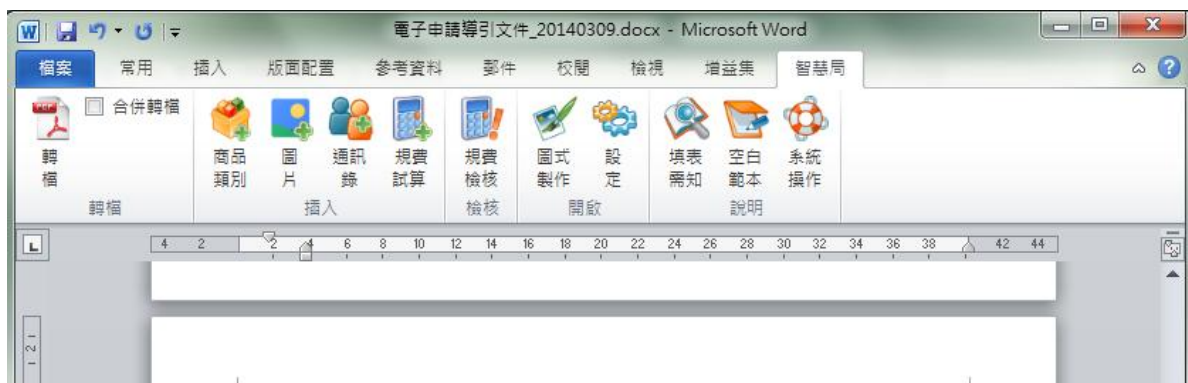 電子申請導引文件_20140309.docx - Microsoft Word
檔案 常用 插入 版面配置 參考資料 郵件 校閱 檢視 增益集 智慧局
合併轉檔
轉檔 商品類別 圖片 通訊錄 規費試算 規費檢核 圖式製作 設定 填表需知 空白範本 系統操作
轉檔 插入 檢核 開啟 說明
4 2 2 4 6 8 10 12 14 16 18 20 22 24 26 28 30 32 34 36 38 42 44
1 2 1